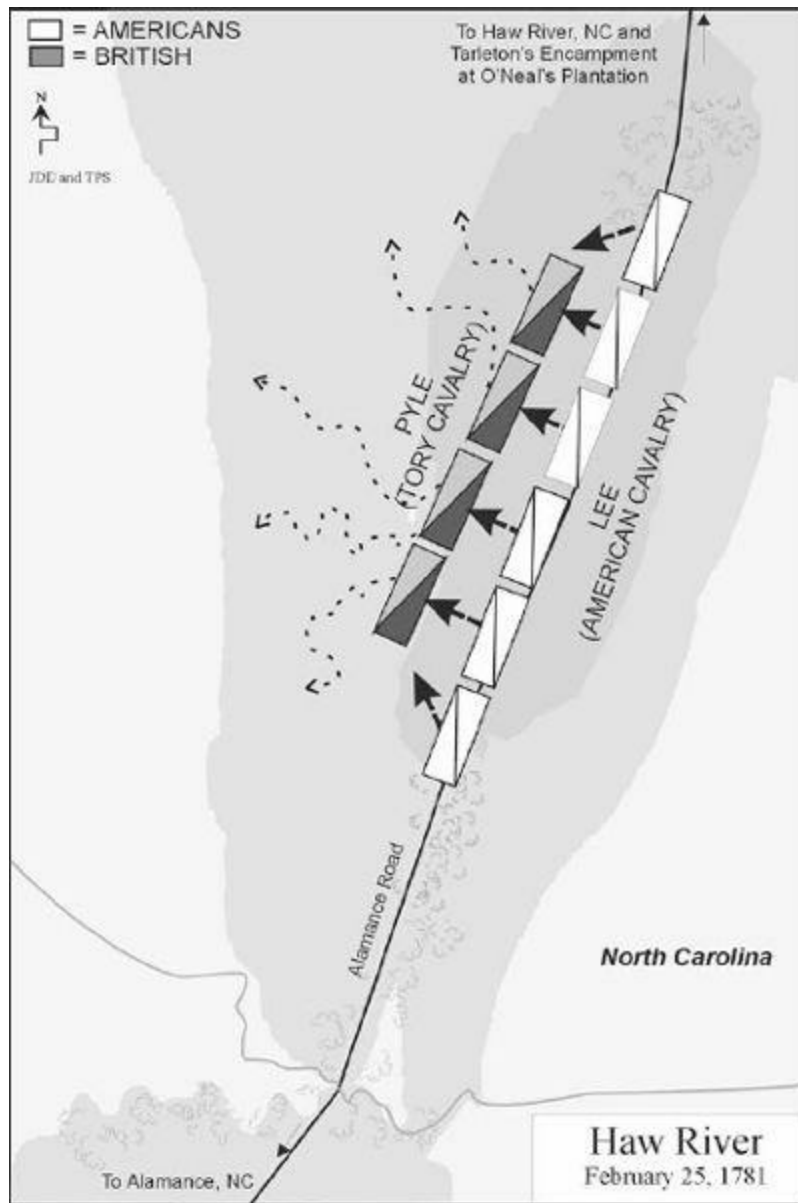 = AMERICANS
= BRITISH
To Haw River, NC and
Tarleton's Encampment
at O'Neal's Plantation
N
JDD and TPS
PYLE
(TORY CAVALRY)
LEE
(AMERICAN CAVALRY)
Alamance Road
North Carolina
To Alamance, NC
Haw River
February 25, 1781